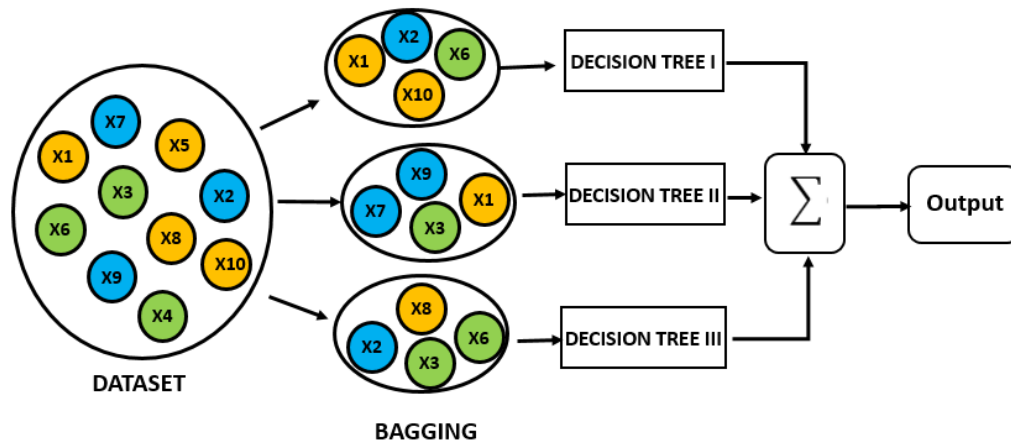 X7
X1
X5
X3
X2
X6
X8
X9
X10
X4
DATASET
X1
X2
X6
X10
X9
X7
X1
X3
X8
X2
X6
X3
BAGGING
DECISION TREE I
DECISION TREE II
DECISION TREE III
∑
Output